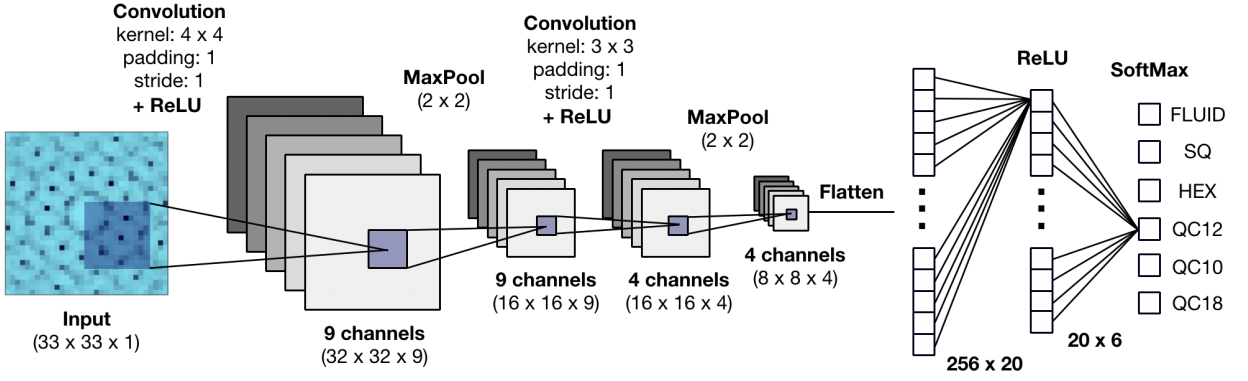 Convolution
kernel: 4 x 4
padding: 1
stride: 1
+ ReLU
MaxPool
(2 x 2)
Convolution
kernel: 3 x 3
padding: 1
stride: 1
+ ReLU
MaxPool
(2 x 2)
Flatten
ReLU
SoftMax
FLUID
SQ
HEX
QC12
QC10
QC18
Input
(33 x 33 x 1)
9 channels
(32 x 32 x 9)
9 channels
(16 x 16 x 9)
4 channels
(16 x 16 x 4)
4 channels
(8 x 8 x 4)
256 x 20
20 x 6